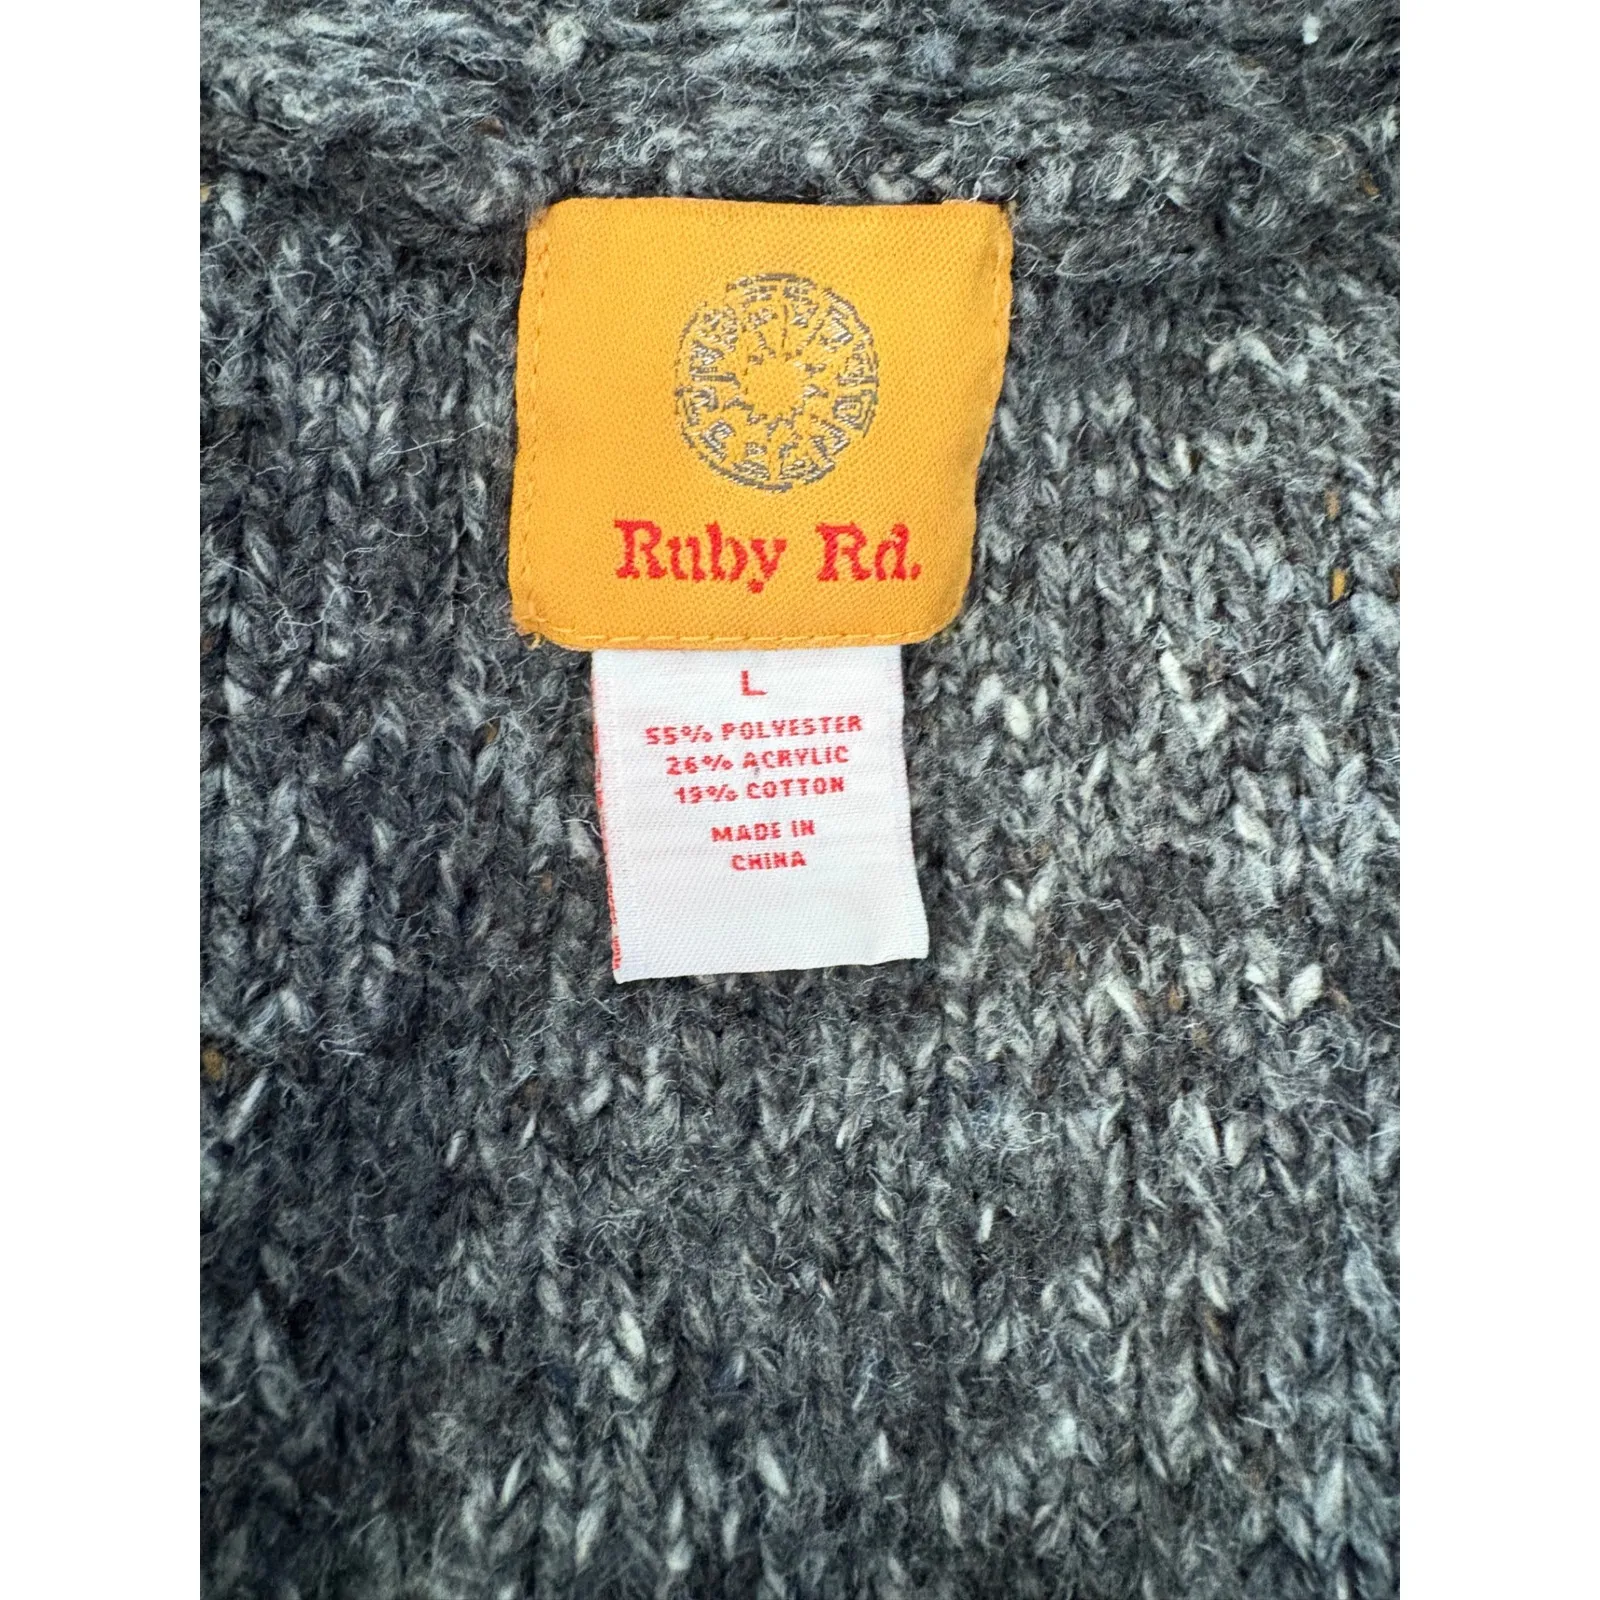 Ruby Rd.
L
55% POLYESTER
26% ACRYLIC
19% COTTON
MADE IN
CHINA